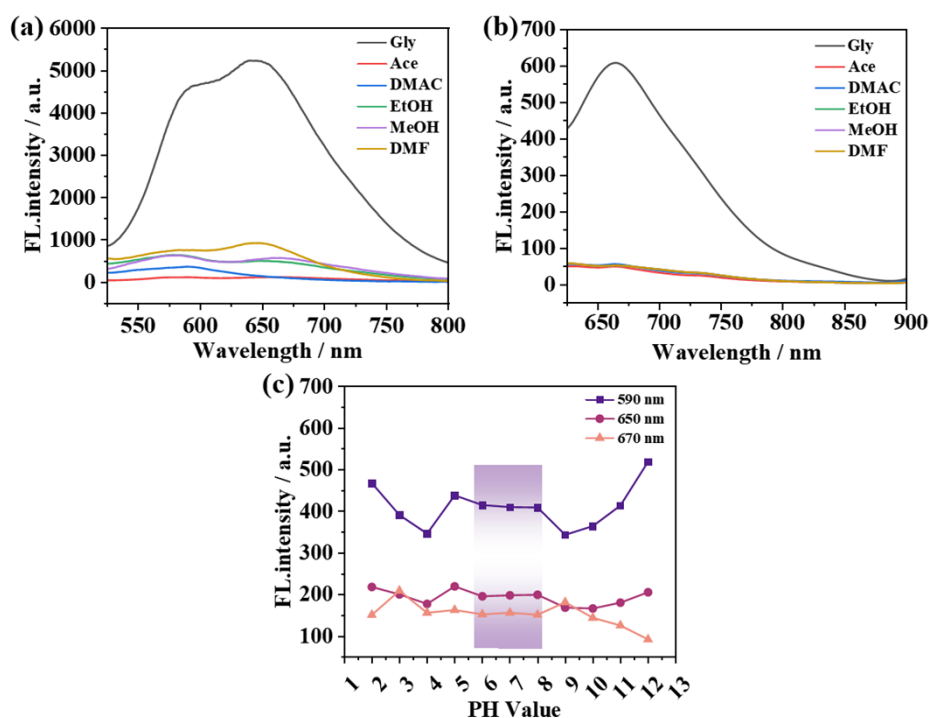 (a)
6000
5000
4000
3000
2000
1000
0
FL.intensity / a.u.
Gly
Ace
DMAC
EtOH
MeOH
DMF
550 600 650 700 750 800
Wavelength / nm
(b)
700
600
500
400
300
200
100
0
FL.intensity / a.u.
Gly
Ace
DMAC
EtOH
MeOH
DMF
650 700 750 800 850 900
Wavelength / nm
(c)
700
600
500
400
300
200
100
FL.intensity / a.u.
590 nm
650 nm
670 nm
1 2 3 4 5 6 7 8 9 10 11 12 13
PH Value